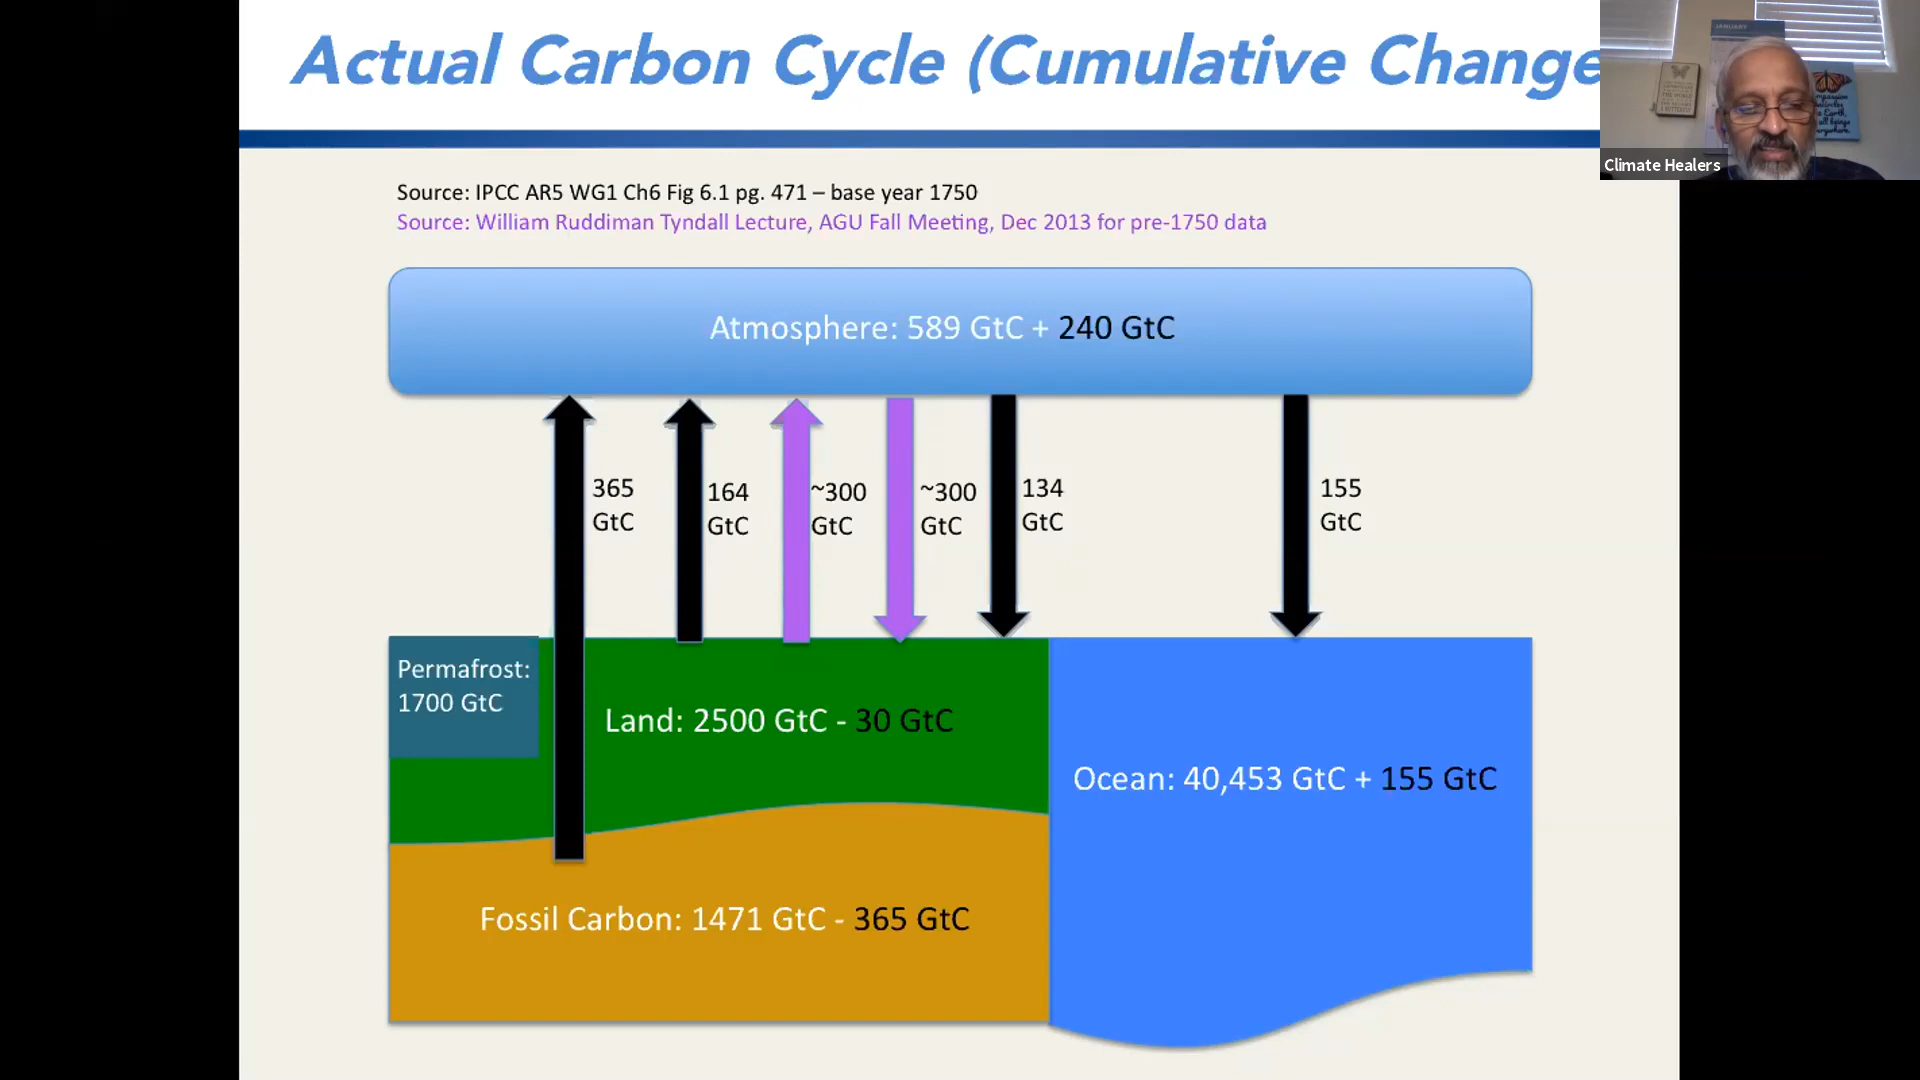 Actual Carbon Cycle (Cumulative Change
JANUARY
Climate Healers
Source: IPCC AR5 WG1 Ch6 Fig 6.1 pg. 471 – base year 1750
Source: William Ruddiman Tyndall Lecture, AGU Fall Meeting, Dec 2013 for pre-1750 data
Atmosphere: 589 GtC + 240 GtC
365
GtC
164
GtC
~300
GtC
~300
GtC
134
GtC
155
GtC
Permafrost:
1700 GtC
Land: 2500 GtC - 30 GtC
Ocean: 40,453 GtC + 155 GtC
Fossil Carbon: 1471 GtC - 365 GtC